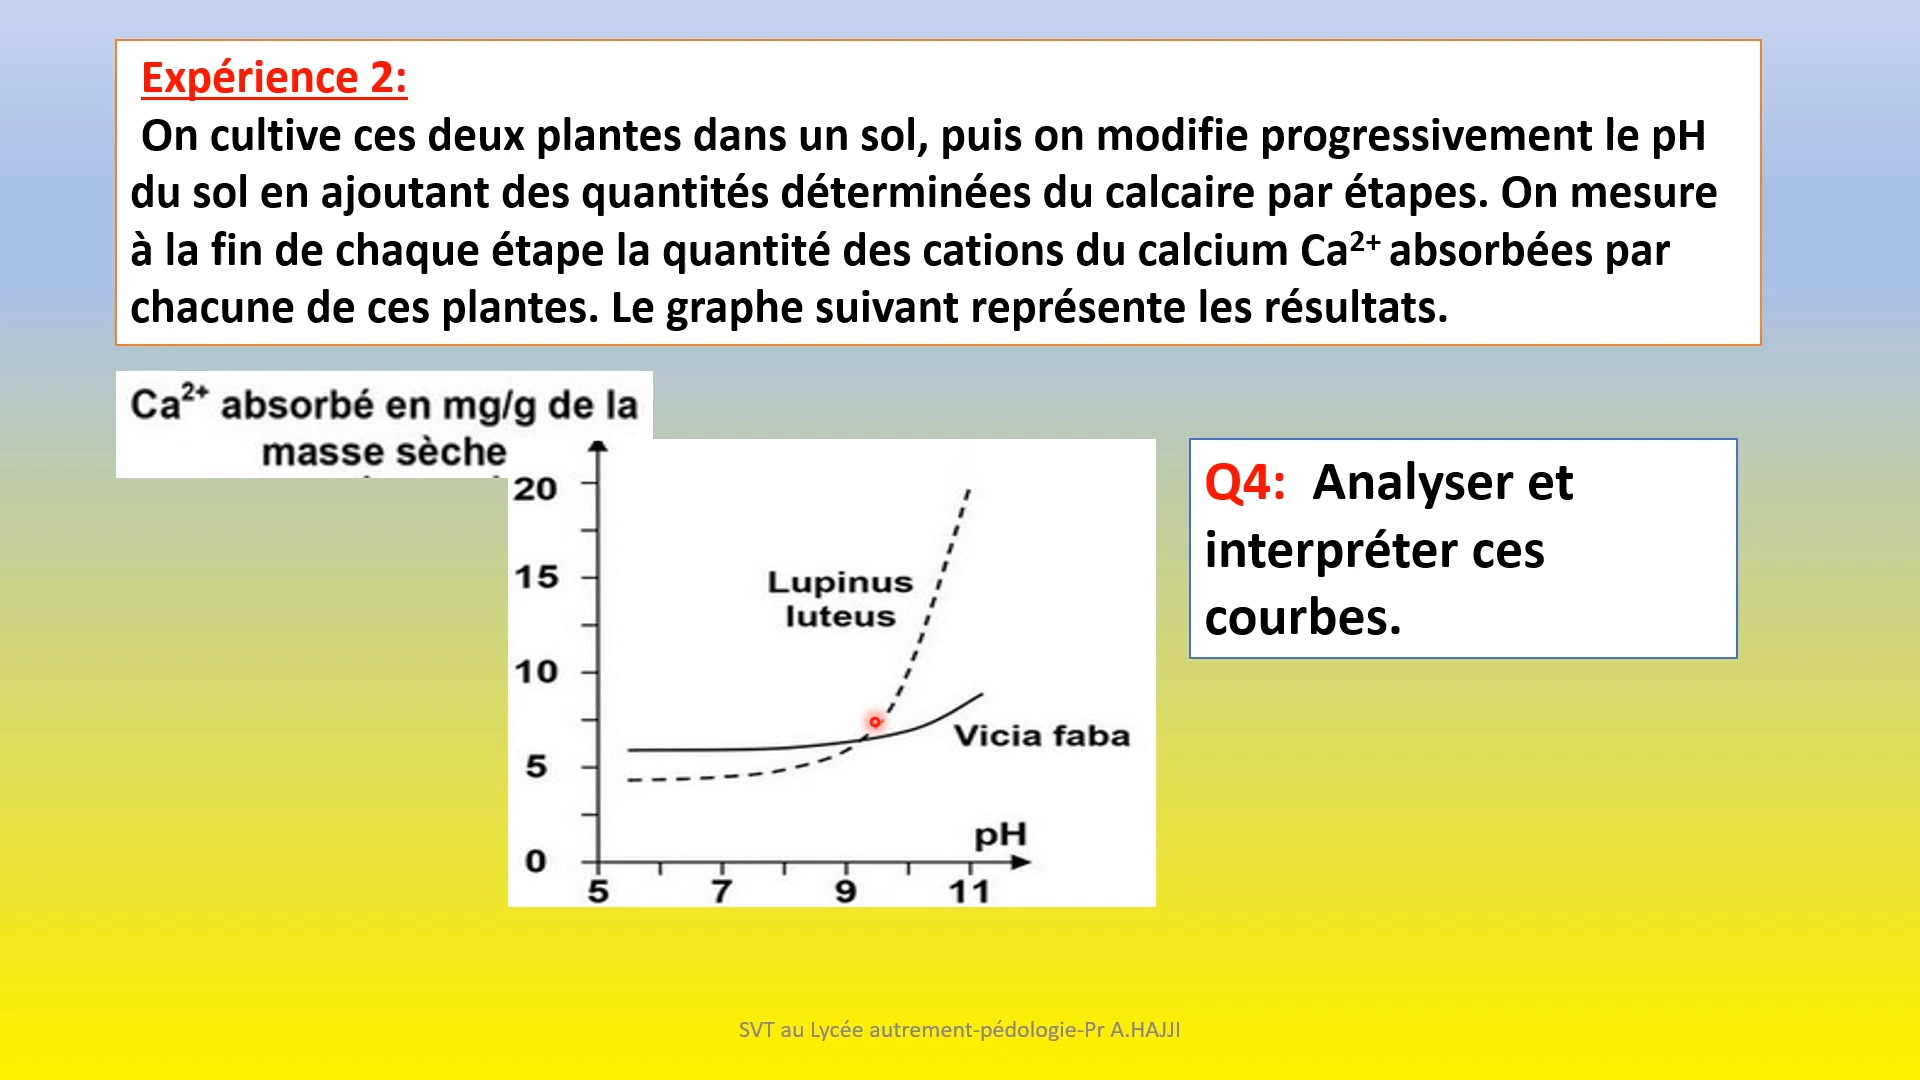 Expérience 2:
On cultive ces deux plantes dans un sol, puis on modifie progressivement le pH
du sol en ajoutant des quantités déterminées du calcaire par étapes. On mesure
à la fin de chaque étape la quantité des cations du calcium Ca²⁺ absorbées par
chacune de ces plantes. Le graphe suivant représente les résultats.
Ca²⁺ absorbé en mg/g de la
masse sèche
20
15
10
5
0
Lupinus
luteus
Vicia faba
pH
5 7 9 11
Q4: Analyser et
interpréter ces
courbes.
SVT au Lycée autrement-pédologie-Pr A.HAJJI